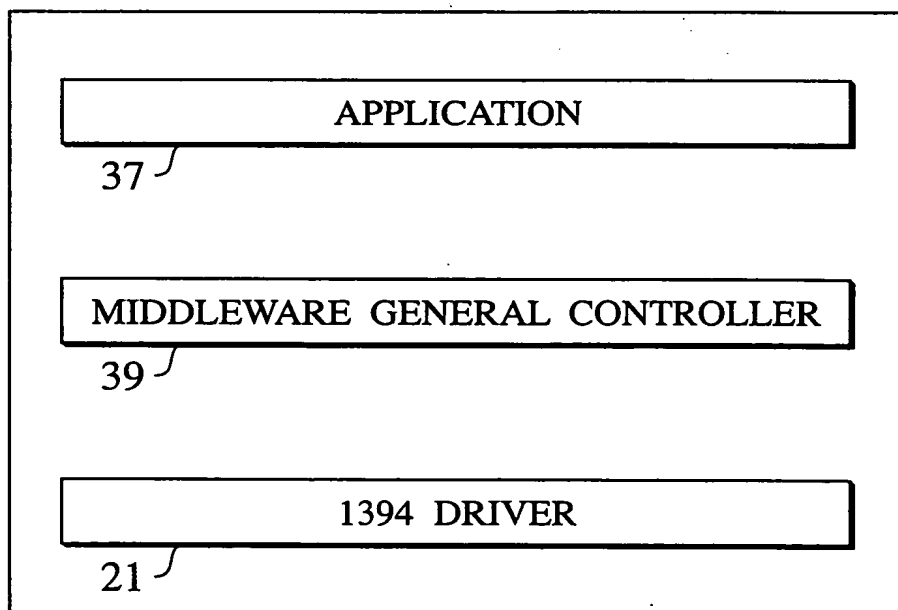 APPLICATION
37
MIDDLEWARE GENERAL CONTROLLER
39
1394 DRIVER
21